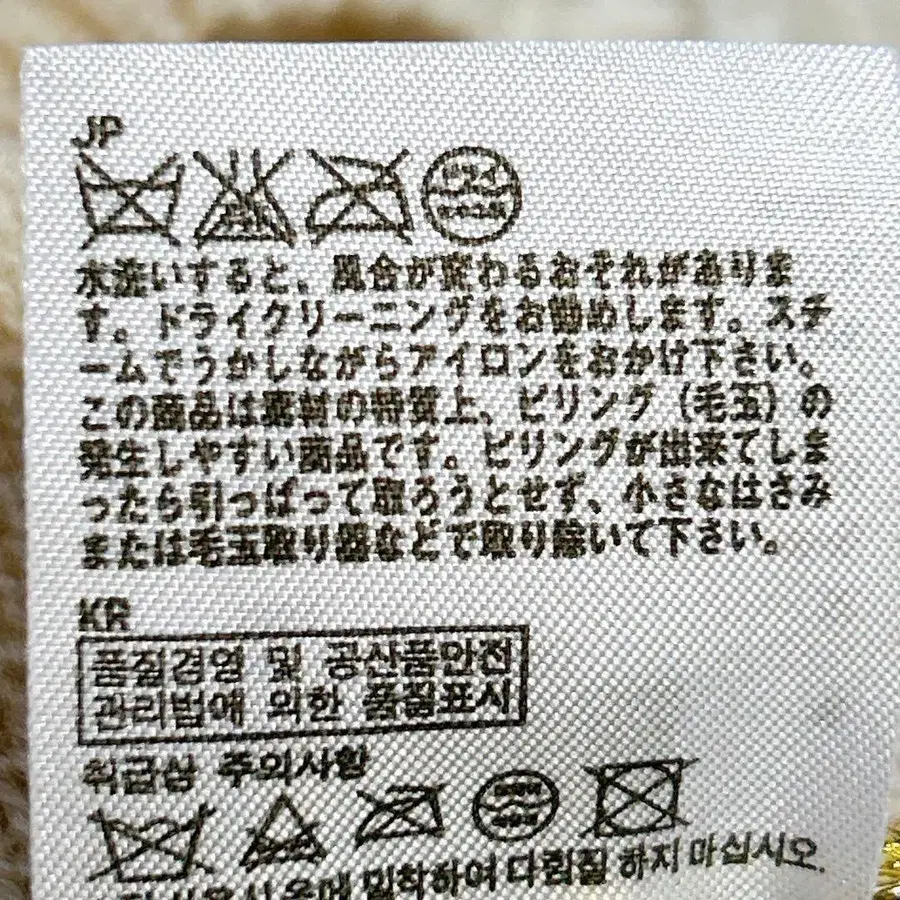 JP
水洗いすると、風合が変わるおそれがありま
す。ドライクリーニングをお勧めします。スチ
ームでうかしながらアイロンをおかけ下さい。
この商品は素材の特質上、ピリング（毛玉）の
発生しやすい商品です。ピリングが出来てしま
ったら引っぱって取ろうとせず、小さなはさみ
または毛玉取り器などで取り除いて下さい。
KR
품질경영 및 공산품안전
관리법에 의한 품질표시
취급상 주의사항
밀착하여 다림질 하지 마십시오.